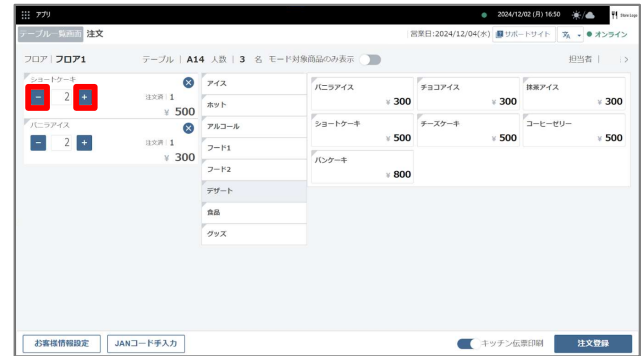 アプリ 2024/12/02 (月) 16:50
テーブル一覧画面 注文 営業日:2024/12/04(水) サポートサイト オンライン
フロア | フロア1 テーブル | A14 人数 | 3 名 モード対象商品のみ表示 担当者 |
ショートケーキ
- 2 + 注文済 | 1
¥ 500
バニラアイス
- 2 + 注文済 | 1
¥ 300
アイス
ホット
アルコール
フード1
フード2
デザート
食品
グッズ
バニラアイス
¥ 300
チョコアイス
¥ 300
抹茶アイス
¥ 300
ショートケーキ
¥ 500
チーズケーキ
¥ 500
コーヒーゼリー
¥ 500
パンケーキ
¥ 800
お客様情報設定 JANコード手入力 キッチン伝票印刷 注文登録